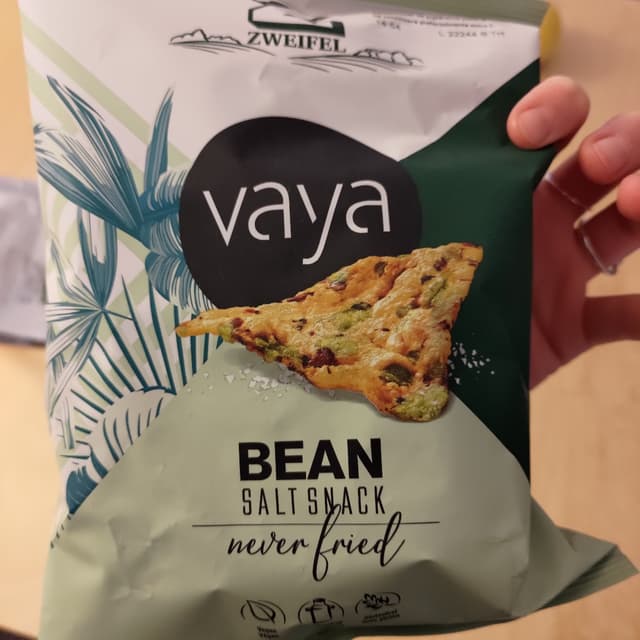 ZWEIFEL
vaya
BEAN
SALT SNACK
never fried